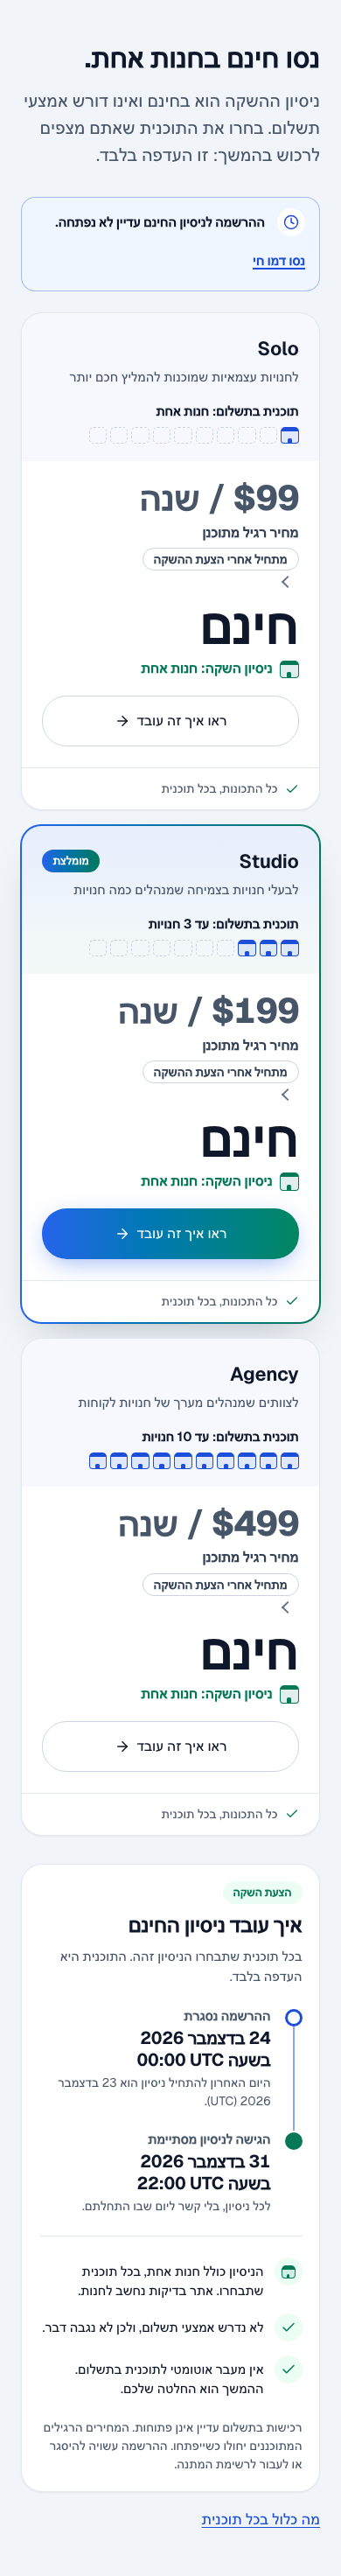 נסו חינם בחנות אחת.
ניסיון ההשקה הוא בחינם ואינו דורש אמצעי
תשלום. בחרו את התוכנית שאתם מצפים
לרכוש בהמשך: זו העדפה בלבד.
ההרשמה לניסיון החינם עדיין לא נפתחה.
נסו דמו חי
Solo
לחנויות עצמאיות שמוכנות להמליץ חכם יותר
תוכנית בתשלום: חנות אחת
$99 / שנה
מחיר רגיל מתוכנן
מתחיל אחרי הצעת ההשקה
חינם
ניסיון השקה: חנות אחת
ראו איך זה עובד
כל התכונות, בכל תוכנית
Studio
מומלצת
לבעלי חנויות בצמיחה שמנהלים כמה חנויות
תוכנית בתשלום: עד 3 חנויות
$199 / שנה
מחיר רגיל מתוכנן
מתחיל אחרי הצעת ההשקה
חינם
ניסיון השקה: חנות אחת
ראו איך זה עובד
כל התכונות, בכל תוכנית
Agency
לצוותים שמנהלים מערך של חנויות לקוחות
תוכנית בתשלום: עד 10 חנויות
$499 / שנה
מחיר רגיל מתוכנן
מתחיל אחרי הצעת ההשקה
חינם
ניסיון השקה: חנות אחת
ראו איך זה עובד
כל התכונות, בכל תוכנית
הצעת השקה
איך עובד ניסיון החינם
בכל תוכנית שתבחרו הניסיון זהה. התוכנית היא
העדפה בלבד.
ההרשמה נסגרת
24 בדצמבר 2026
בשעה 00:00 UTC
היום האחרון להתחיל ניסיון הוא 23 בדצמבר
2026 (UTC).
הגישה לניסיון מסתיימת
31 בדצמבר 2026
בשעה 22:00 UTC
לכל ניסיון, בלי קשר ליום שבו התחלתם.
הניסיון כולל חנות אחת, בכל תוכנית
שתבחרו. אתר בדיקות נחשב לחנות.
לא נדרש אמצעי תשלום, ולכן לא נגבה דבר.
אין מעבר אוטומטי לתוכנית בתשלום.
ההמשך הוא החלטה שלכם.
רכישות בתשלום עדיין אינן פתוחות. המחירים הרגילים
המתוכננים יחולו כשייפתחו. ההרשמה עשויה להיסגר
או לעבור לרשימת המתנה.
מה כלול בכל תוכנית